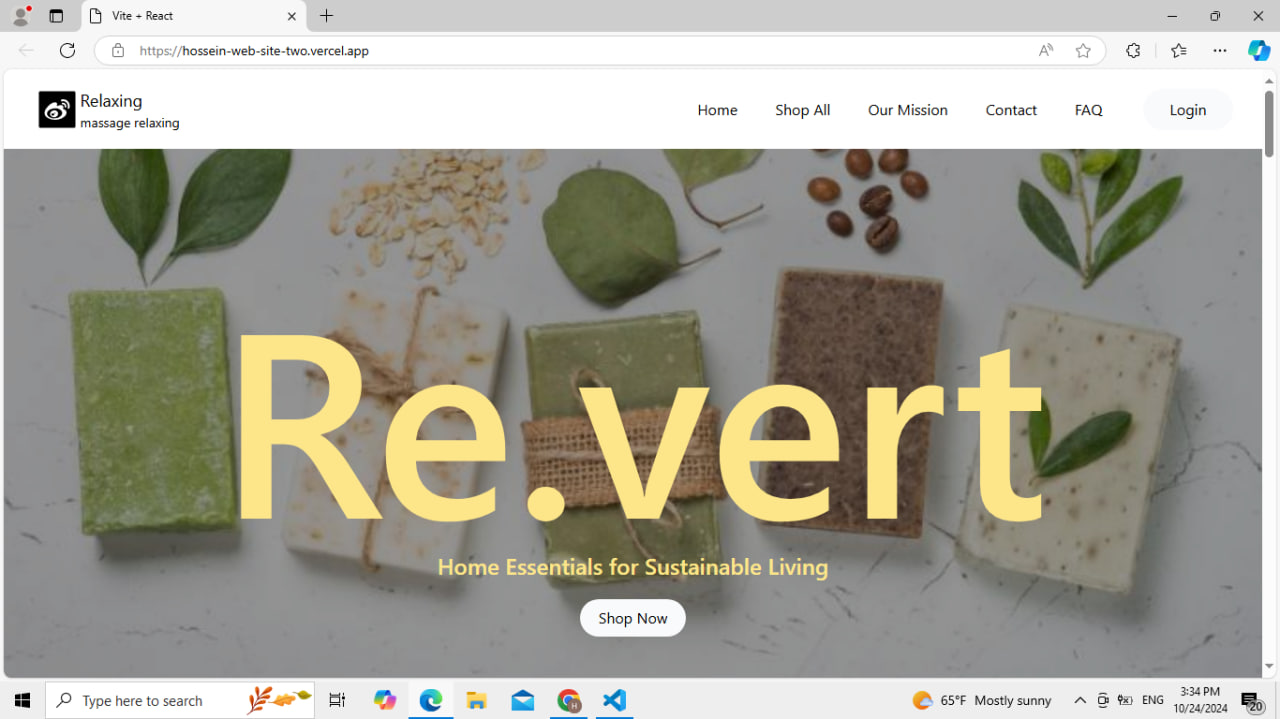 Vite + React
https://hossein-web-site-two.vercel.app
Relaxing
massage relaxing
Home
Shop All
Our Mission
Contact
FAQ
Login
Re.vert
Home Essentials for Sustainable Living
Shop Now
Type here to search
65°F Mostly sunny
ENG
3:34 PM
10/24/2024
20